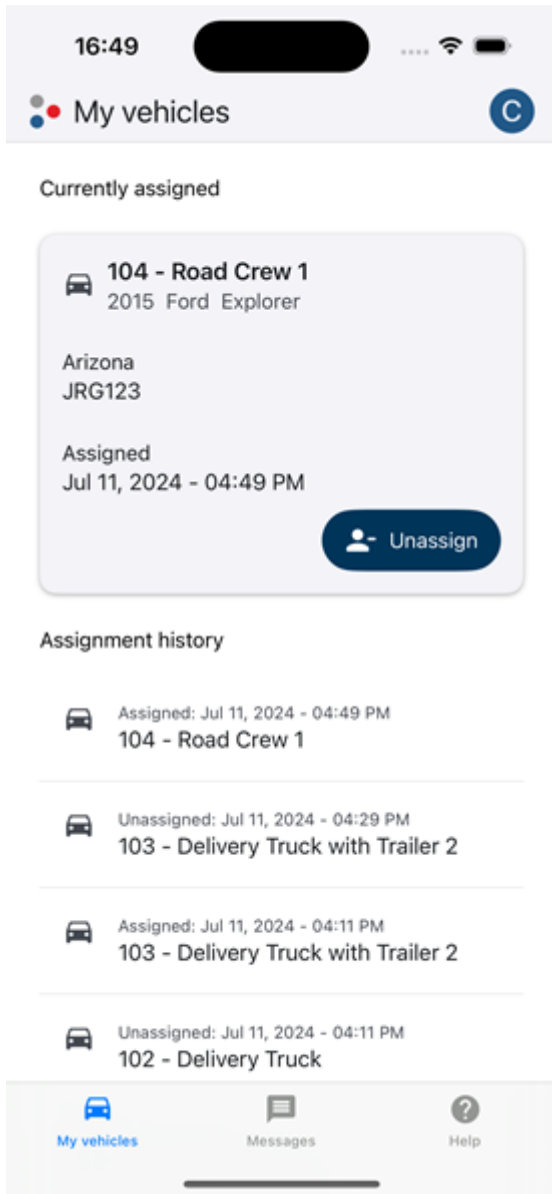 16:49
My vehicles
C
Currently assigned
104 - Road Crew 1
2015 Ford Explorer
Arizona
JRG123
Assigned
Jul 11, 2024 - 04:49 PM
Unassign
Assignment history
Assigned: Jul 11, 2024 - 04:49 PM
104 - Road Crew 1
Unassigned: Jul 11, 2024 - 04:29 PM
103 - Delivery Truck with Trailer 2
Assigned: Jul 11, 2024 - 04:11 PM
103 - Delivery Truck with Trailer 2
Unassigned: Jul 11, 2024 - 04:11 PM
102 - Delivery Truck
My vehicles
Messages
Help